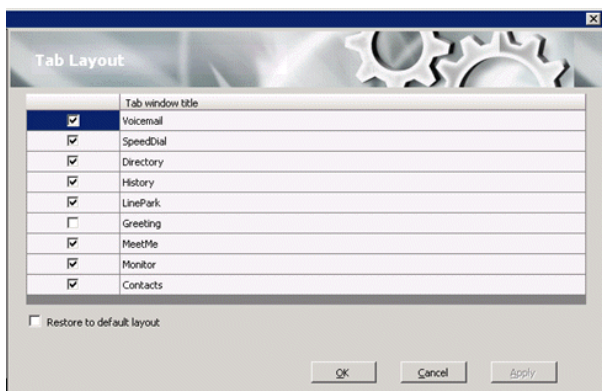 Tab Layout
Tab window title
Voicemail
SpeedDial
Directory
History
LinePark
Greeting
MeetMe
Monitor
Contacts
Restore to default layout
OK Cancel Apply